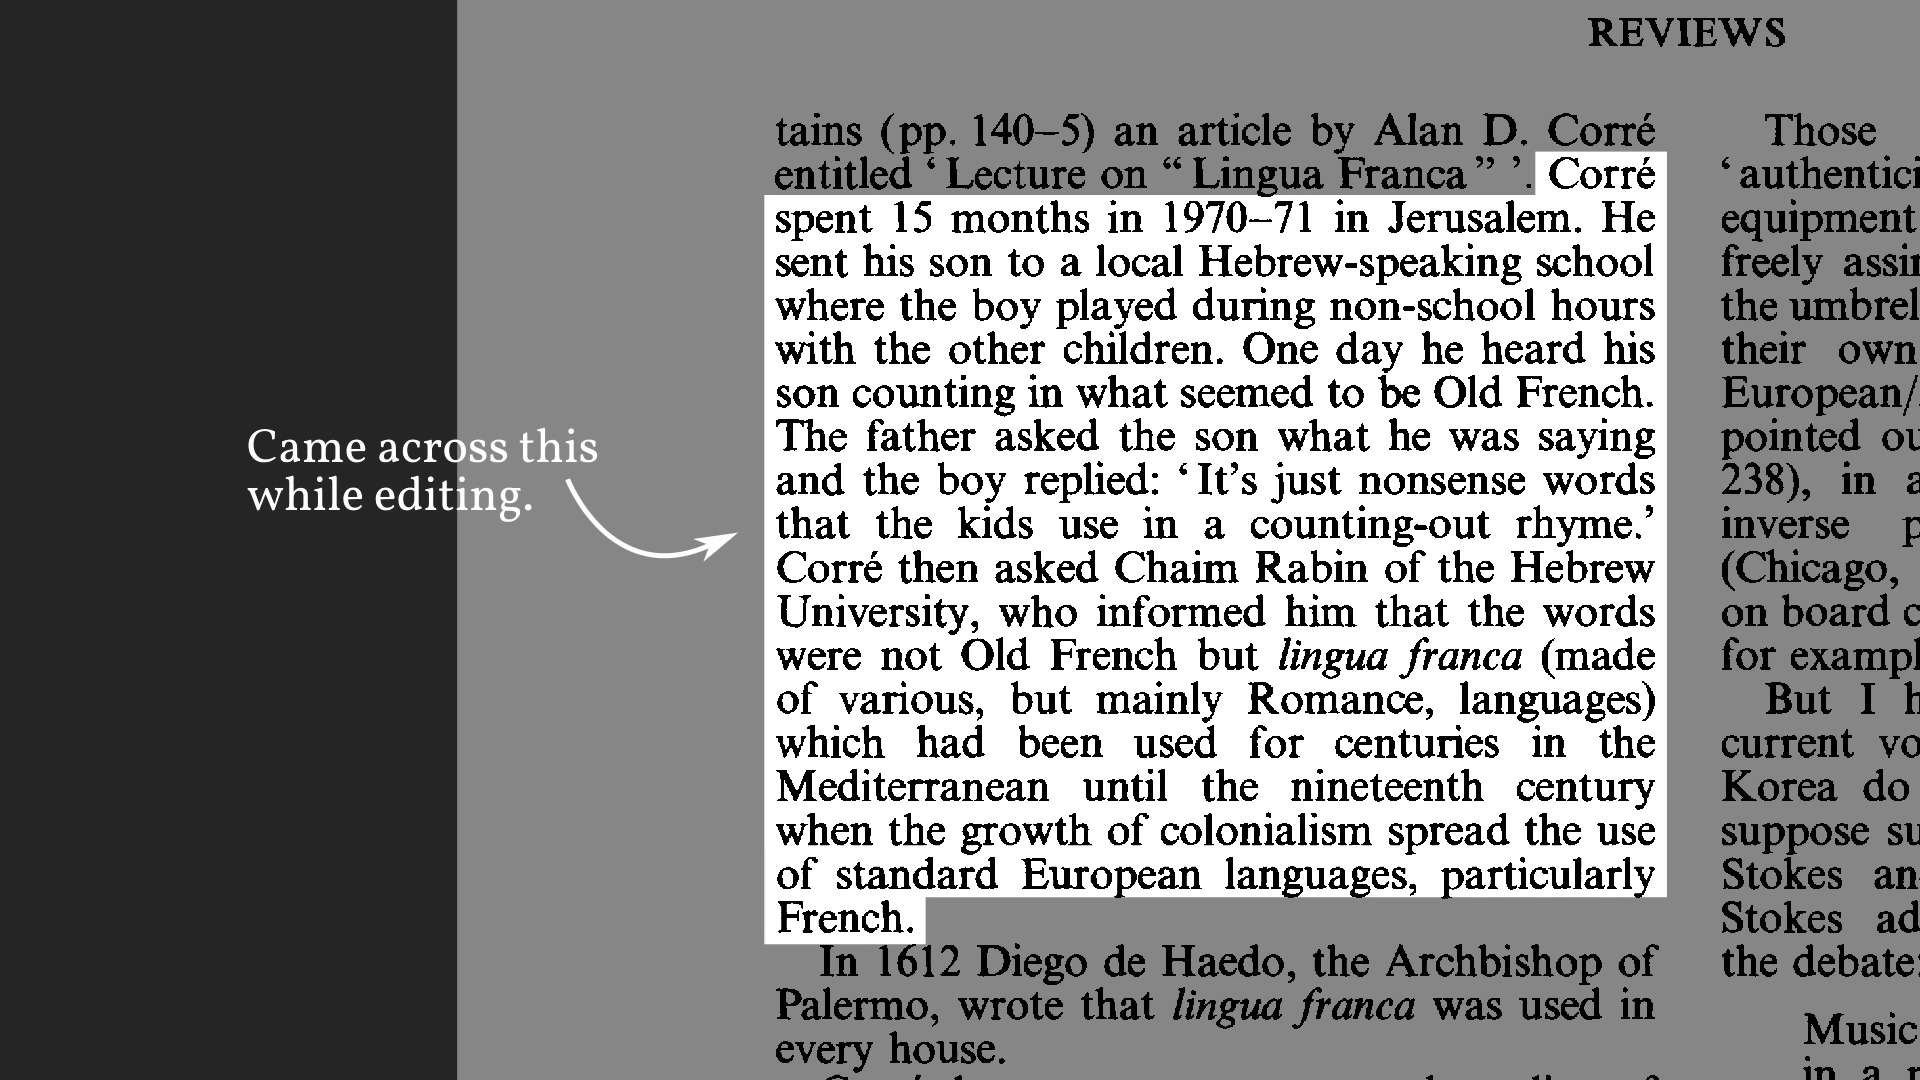 REVIEWS
Came across this
while editing.
tains (pp. 140–5) an article by Alan D. Corré
entitled ‘Lecture on “Lingua Franca”’. Corré
spent 15 months in 1970–71 in Jerusalem. He
sent his son to a local Hebrew-speaking school
where the boy played during non-school hours
with the other children. One day he heard his
son counting in what seemed to be Old French.
The father asked the son what he was saying
and the boy replied: ‘It’s just nonsense words
that the kids use in a counting-out rhyme.’
Corré then asked Chaim Rabin of the Hebrew
University, who informed him that the words
were not Old French but lingua franca (made
of various, but mainly Romance, languages)
which had been used for centuries in the
Mediterranean until the nineteenth century
when the growth of colonialism spread the use
of standard European languages, particularly
French.
In 1612 Diego de Haedo, the Archbishop of
Palermo, wrote that lingua franca was used in
every house.
Those
‘authentici
equipment
freely assi
the umbrel
their own
European/
pointed ou
238), in a
inverse p
(Chicago,
on board c
for exampl
But I h
current vo
Korea do
suppose su
Stokes an
Stokes ad
the debate
Music
in a